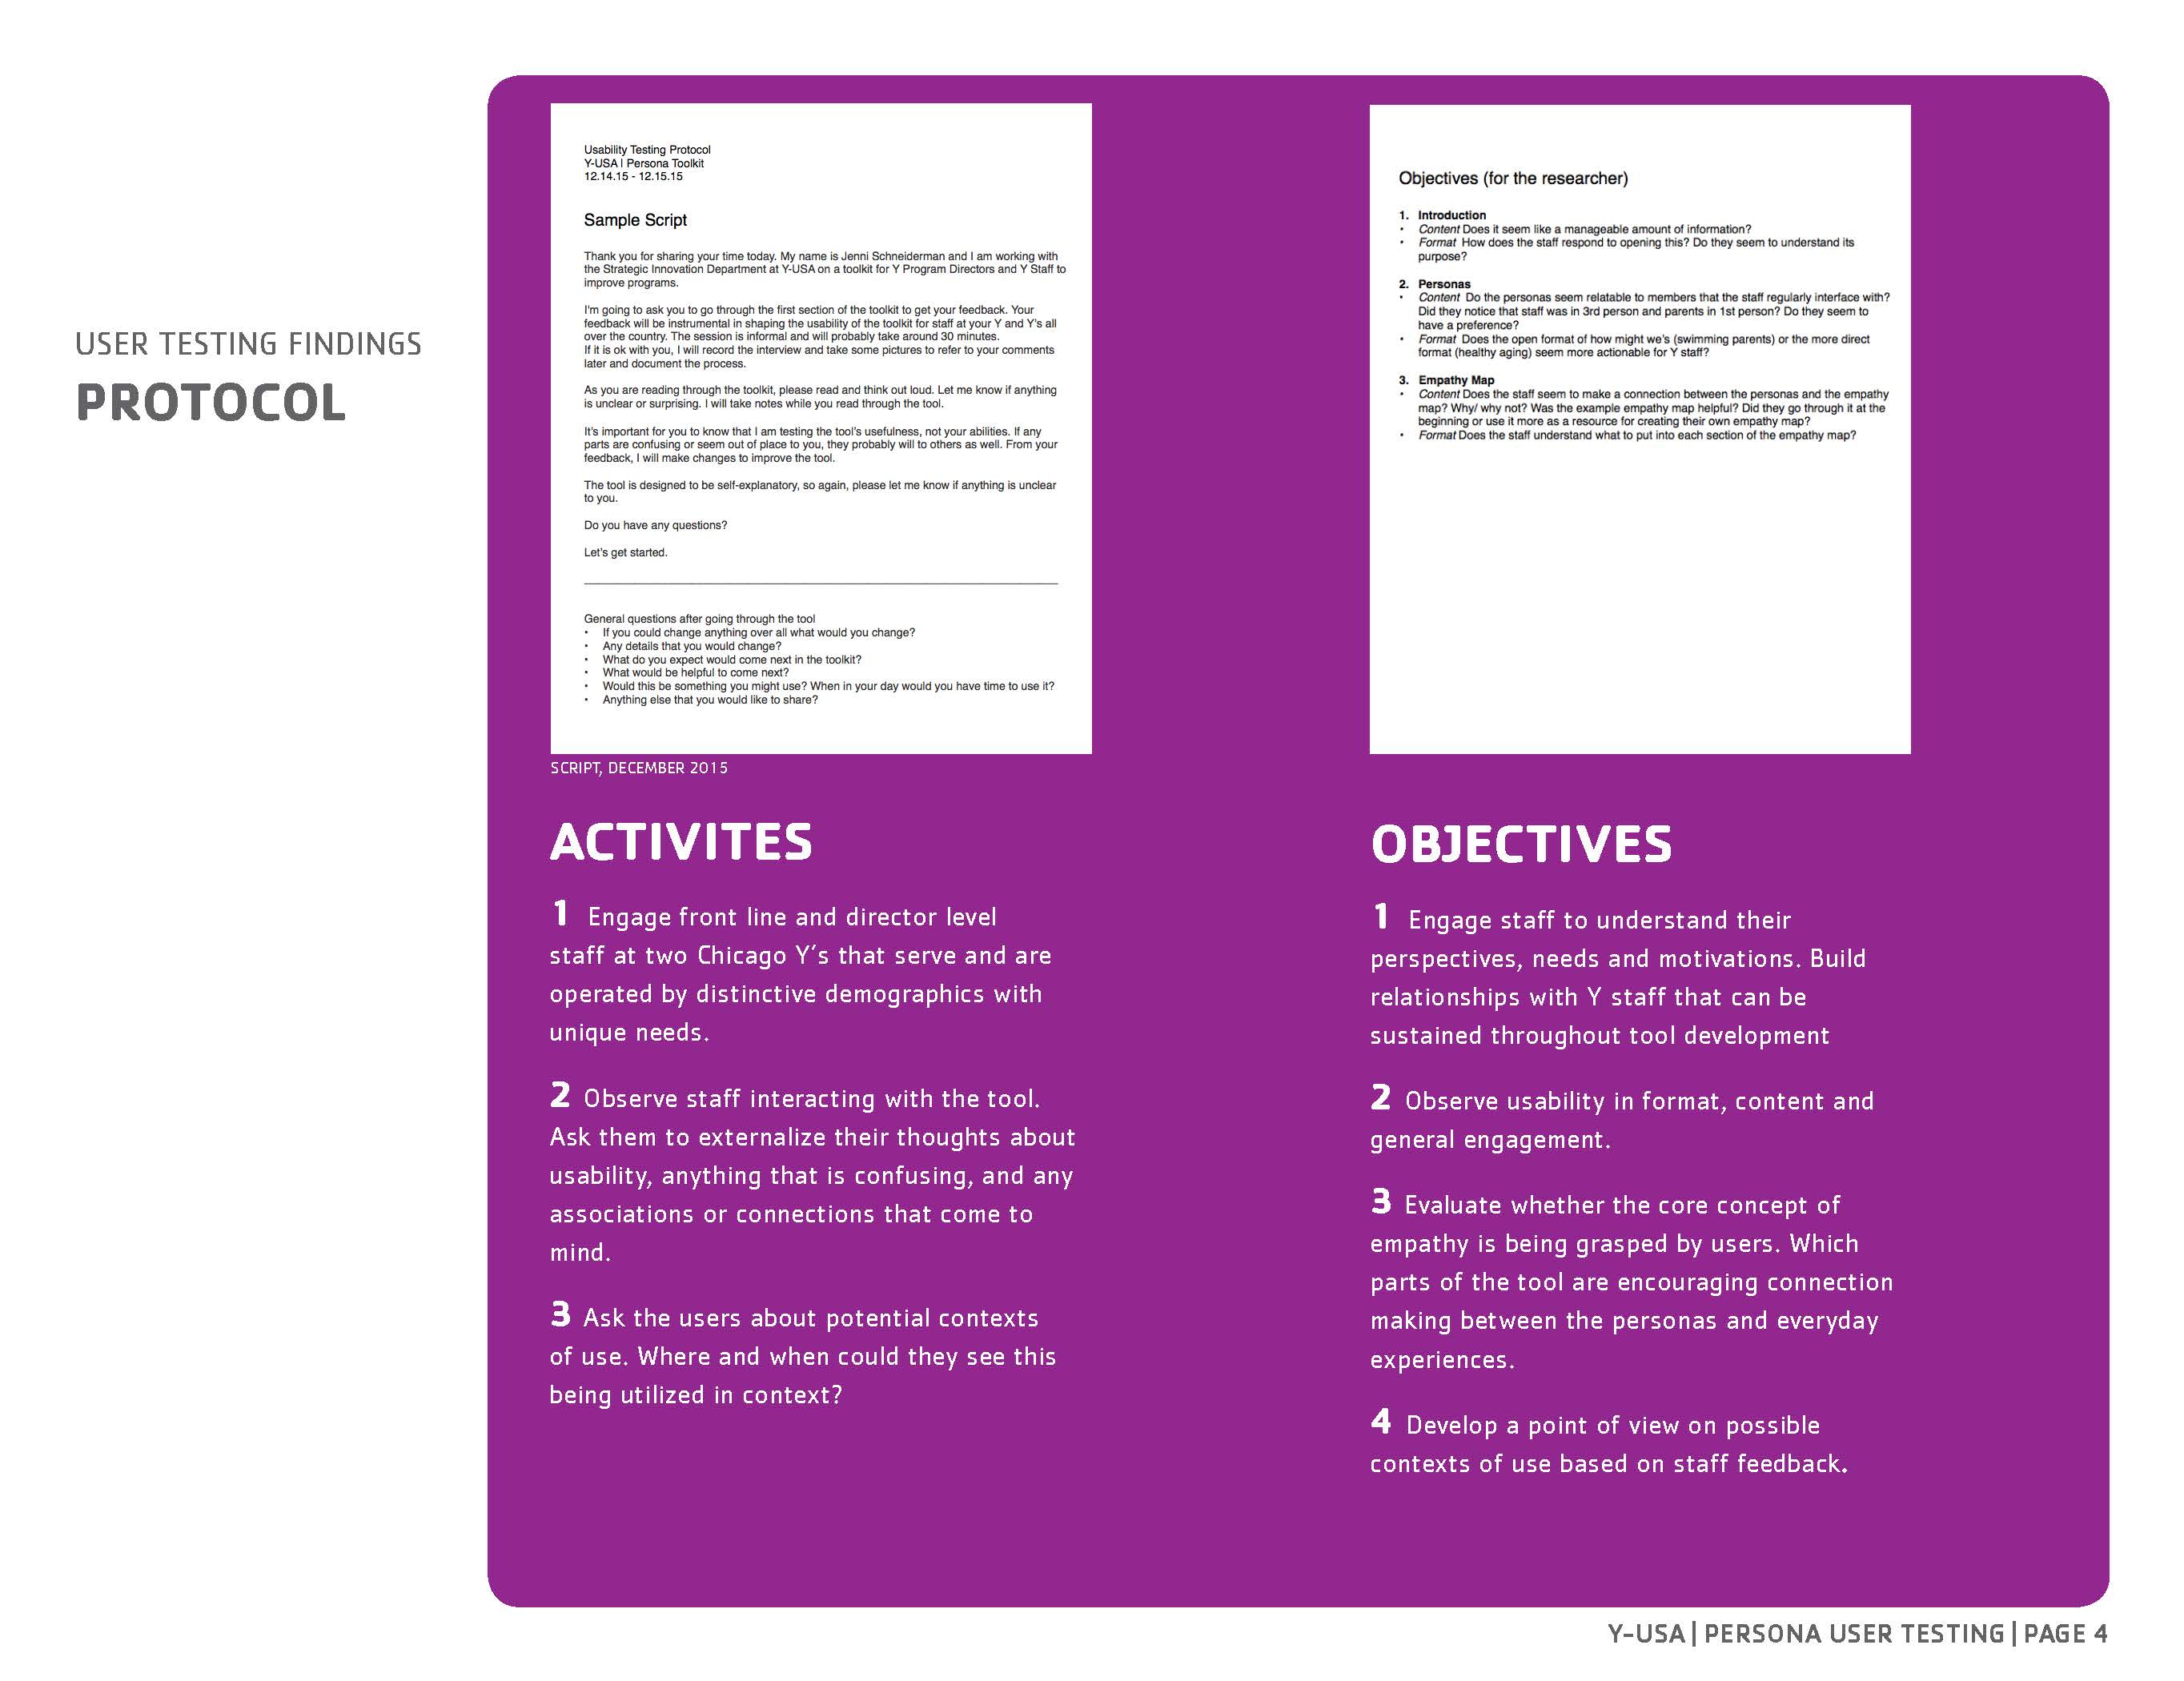 USER TESTING FINDINGS
PROTOCOL
Usability Testing Protocol
Y-USA | Persona Toolkit
12.14.15 - 12.15.15
Sample Script
Thank you for sharing your time today. My name is Jenni Schneiderman and I am working with
the Strategic Innovation Department at Y-USA on a toolkit for Y Program Directors and Y Staff to
improve programs.
I'm going to ask you to go through the first section of the toolkit to get your feedback. Your
feedback will be instrumental in shaping the usability of the toolkit for staff at your Y and Y's all
over the country. The session is informal and will probably take around 30 minutes.
If it is ok with you, I will record the interview and take some pictures to refer to your comments
later and document the process.
As you are reading through the toolkit, please read and think out loud. Let me know if anything
is unclear or surprising. I will take notes while you read through the tool.
It's important for you to know that I am testing the tool's usefulness, not your abilities. If any
parts are confusing or seem out of place to you, they probably will to others as well. From your
feedback, I will make changes to improve the tool.
The tool is designed to be self-explanatory, so again, please let me know if anything is unclear
to you.
Do you have any questions?
Let's get started.
General questions after going through the tool
• If you could change anything over all what would you change?
• Any details that you would change?
• What do you expect would come next in the toolkit?
• What would be helpful to come next?
• Would this be something you might use? When in your day would you have time to use it?
• Anything else that you would like to share?
SCRIPT, DECEMBER 2015
ACTIVITES
1 Engage front line and director level
staff at two Chicago Y's that serve and are
operated by distinctive demographics with
unique needs.
2 Observe staff interacting with the tool.
Ask them to externalize their thoughts about
usability, anything that is confusing, and any
associations or connections that come to
mind.
3 Ask the users about potential contexts
of use. Where and when could they see this
being utilized in context?
Objectives (for the researcher)
1. Introduction
• Content Does it seem like a manageable amount of information?
• Format How does the staff respond to opening this? Do they seem to understand its
purpose?
2. Personas
• Content Do the personas seem relatable to members that the staff regularly interface with?
Did they notice that staff was in 3rd person and parents in 1st person? Do they seem to
have a preference?
• Format Does the open format of how might we's (swimming parents) or the more direct
format (healthy aging) seem more actionable for Y staff?
3. Empathy Map
• Content Does the staff seem to make a connection between the personas and the empathy
map? Why/ why not? Was the example empathy map helpful? Did they go through it at the
beginning or use it more as a resource for creating their own empathy map?
• Format Does the staff understand what to put into each section of the empathy map?
OBJECTIVES
1 Engage staff to understand their
perspectives, needs and motivations. Build
relationships with Y staff that can be
sustained throughout tool development
2 Observe usability in format, content and
general engagement.
3 Evaluate whether the core concept of
empathy is being grasped by users. Which
parts of the tool are encouraging connection
making between the personas and everyday
experiences.
4 Develop a point of view on possible
contexts of use based on staff feedback.
Y-USA | PERSONA USER TESTING | PAGE 4